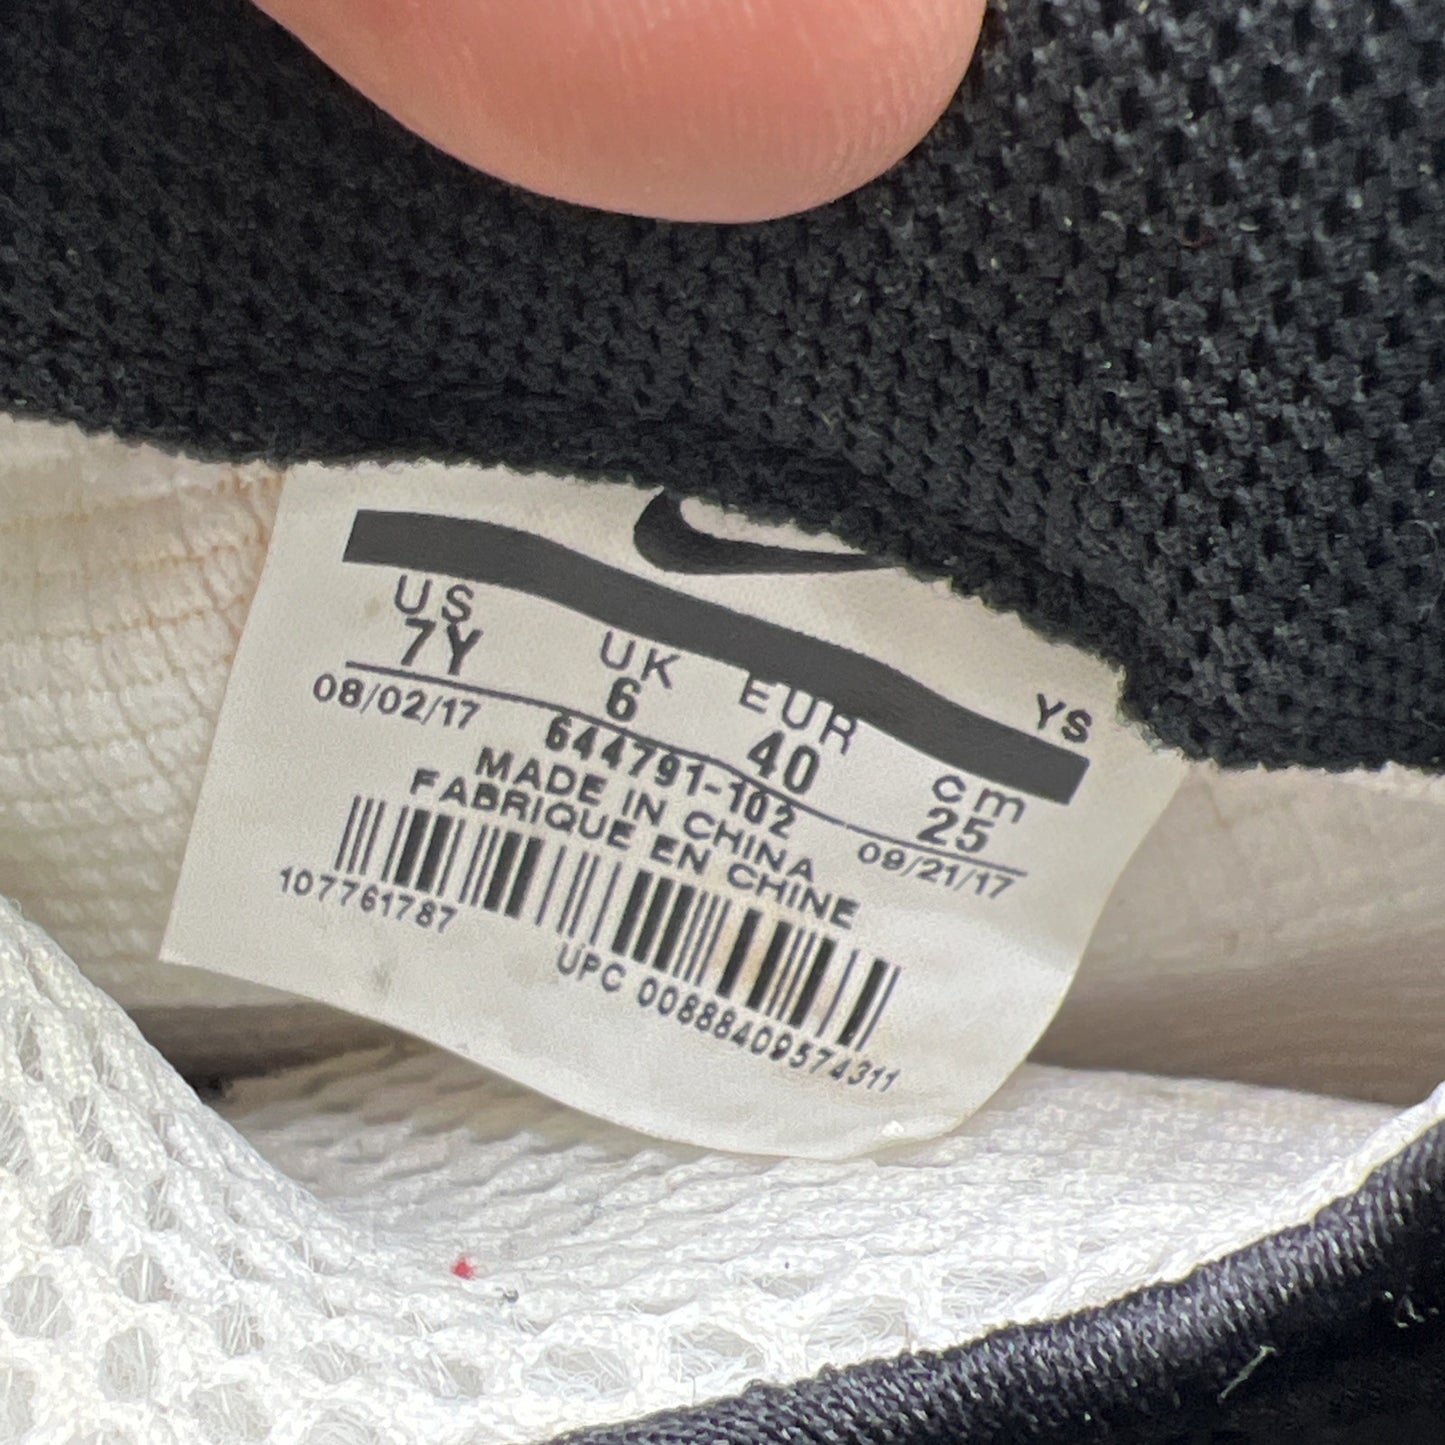 YS
US UK EUR cm
7Y 6 40 25
08/02/17 644791-102 09/21/17
MADE IN CHINA
FABRIQUE EN CHINE
107761787
UPC 00888409574311